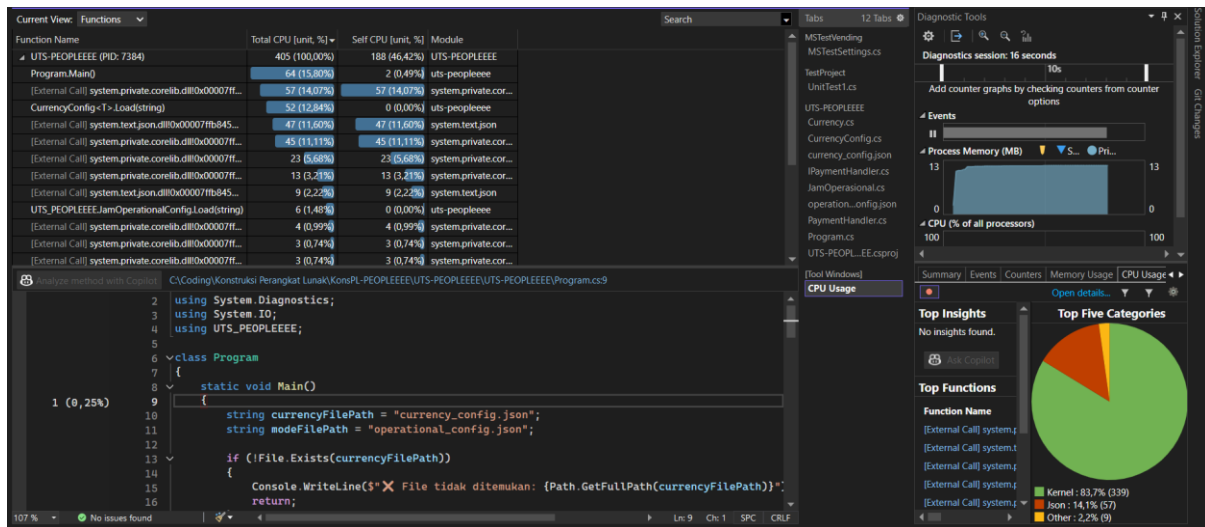 Current View: Functions
Search
Function Name Total CPU [unit, %] Self CPU [unit, %] Module
UTS-PEOPLEEEE (PID: 7384) 405 (100,00%) 188 (46,42%) UTS-PEOPLEEEE
Program.Main() 64 (15,80%) 2 (0,49%) uts-peopleeee
[External Call] system.private.corelib.dll!0x00007ff... 57 (14,07%) 57 (14,07%) system.private.cor...
CurrencyConfig<T>.Load(string) 52 (12,84%) 0 (0,00%) uts-peopleeee
[External Call] system.text.json.dll!0x00007ffb845... 47 (11,60%) 47 (11,60%) system.text.json
[External Call] system.private.corelib.dll!0x00007ff... 45 (11,11%) 45 (11,11%) system.private.cor...
[External Call] system.private.corelib.dll!0x00007ff... 23 (5,68%) 23 (5,68%) system.private.cor...
[External Call] system.private.corelib.dll!0x00007ff... 13 (3,21%) 13 (3,21%) system.private.cor...
[External Call] system.text.json.dll!0x00007ffb845... 9 (2,22%) 9 (2,22%) system.text.json
UTS_PEOPLEEEE.JamOperationalConfig.Load(string) 6 (1,48%) 0 (0,00%) uts-peopleeee
[External Call] system.private.corelib.dll!0x00007ff... 4 (0,99%) 4 (0,99%) system.private.cor...
[External Call] system.private.corelib.dll!0x00007ff... 3 (0,74%) 3 (0,74%) system.private.cor...
[External Call] system.private.corelib.dll!0x00007ff... 3 (0,74%) 3 (0,74%) system.private.cor...
Analyze method with Copilot C:\Coding\Konstruksi Perangkat Lunak\KonsPL-PEOPLEEEE\UTS-PEOPLEEEE\UTS-PEOPLEEEE\Program.cs:9
2 using System.Diagnostics;
3 using System.IO;
4 using UTS_PEOPLEEEE;
5
6 class Program
7 {
8 static void Main()
1 (0,25%) 9 {
10 string currencyFilePath = "currency_config.json";
11 string modeFilePath = "operational_config.json";
12
13 if (!File.Exists(currencyFilePath))
14 {
15 Console.WriteLine($"❌ File tidak ditemukan: {Path.GetFullPath(currencyFilePath)}")
16 return;
107 % No issues found Ln: 9 Ch: 1 SPC CRLF
Tabs 12 Tabs
MSTestVending
MSTestSettings.cs
TestProject
UnitTest1.cs
UTS-PEOPLEEEE
Currency.cs
CurrencyConfig.cs
currency_config.json
IPaymentHandler.cs
JamOperasional.cs
operation...onfig.json
PaymentHandler.cs
Program.cs
UTS-PEOPL...EE.csproj
[Tool Windows]
CPU Usage
Diagnostic Tools
Diagnostics session: 16 seconds
10s
Add counter graphs by checking counters from counter
options
Events
Process Memory (MB) S... Pri...
13 13
0 0
CPU (% of all processors)
100 100
Summary Events Counters Memory Usage CPU Usage
Open details...
Top Insights
No insights found.
Ask Copilot
Top Functions
Function Name
[External Call] system.p
[External Call] system.t
[External Call] system.p
[External Call] system.p
[External Call] system.p
Top Five Categories
Kernel : 83,7% (339)
Json : 14,1% (57)
Other : 2,2% (9)
Solution Explorer
Git Changes